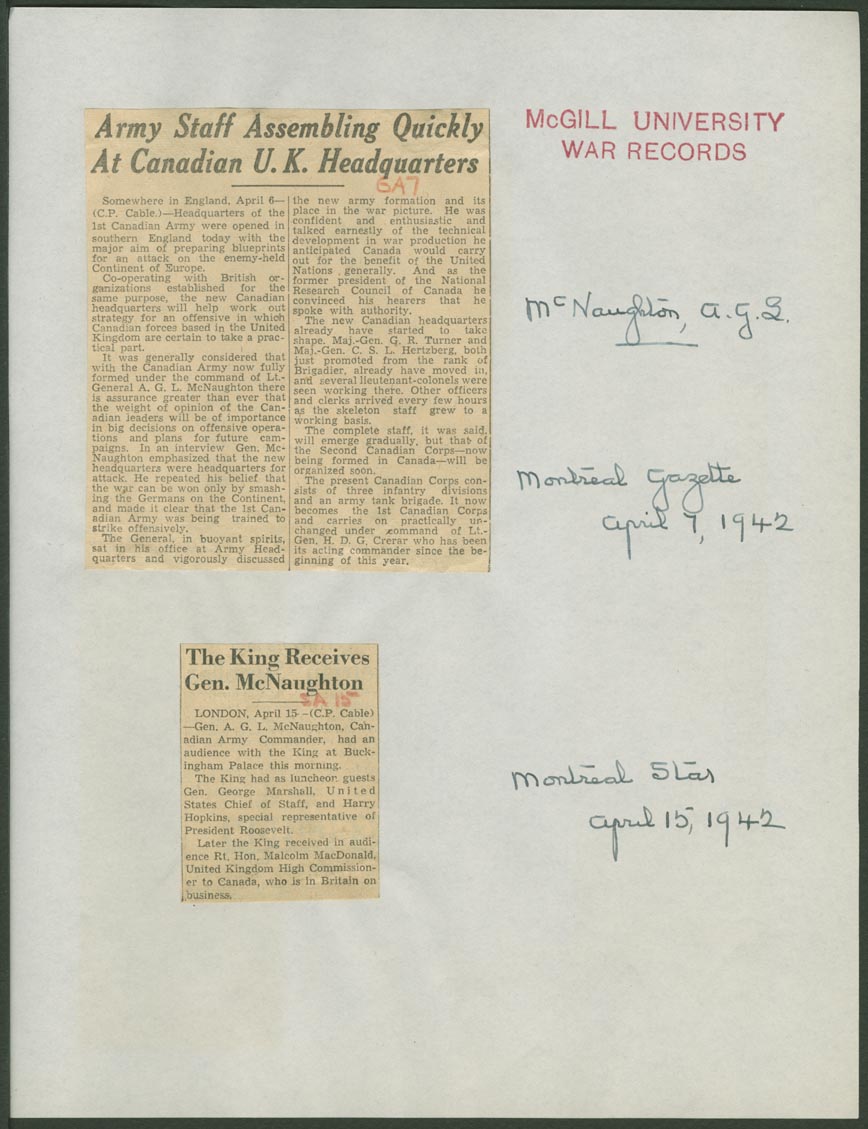 Army Staff Assembling Quickly
At Canadian U. K. Headquarters
6A7
Somewhere in England, April 6—
(C.P. Cable.)—Headquarters of the
1st Canadian Army were opened in
southern England today with the
major aim of preparing blueprints
for an attack on the enemy-held
Continent of Europe.
Co-operating with British or-
ganizations established for the
same purpose, the new Canadian
headquarters will help work out
strategy for an offensive in which
Canadian forces based in the United
Kingdom are certain to take a prac-
tical part.
It was generally considered that
with the Canadian Army now fully
formed under the command of Lt.-
General A. G. L. McNaughton there
is assurance greater than ever that
the weight of opinion of the Can-
adian leaders will be of importance
in big decisions on offensive opera-
tions and plans for future cam-
paigns. In an interview Gen. Mc-
Naughton emphasized that the new
headquarters were headquarters for
attack. He repeated his belief that
the war can be won only by smash-
ing the Germans on the Continent,
and made it clear that the 1st Can-
adian Army was being trained to
strike offensively.
The General, in buoyant spirits,
sat in his office at Army Head-
quarters and vigorously discussed
the new army formation and its
place in the war picture. He was
confident and enthusiastic and
talked earnestly of the technical
development in war production he
anticipated Canada would carry
out for the benefit of the United
Nations generally. And as the
former president of the National
Research Council of Canada he
convinced his hearers that he
spoke with authority.
The new Canadian headquarters
already have started to take
shape. Maj.-Gen. G. R. Turner and
Maj.-Gen. C. S. L. Hertzberg, both
just promoted from the rank of
Brigadier, already have moved in,
and several lieutenant-colonels were
seen working there. Other officers
and clerks arrived every few hours
as the skeleton staff grew to a
working basis.
The complete staff, it was said,
will emerge gradually, but that of
the Second Canadian Corps—now
being formed in Canada—will be
organized soon.
The present Canadian Corps con-
sists of three infantry divisions
and an army tank brigade. It now
becomes the 1st Canadian Corps
and carries on practically un-
changed under command of Lt.-
Gen. H. D. G. Crerar who has been
its acting commander since the be-
ginning of this year.
McGILL UNIVERSITY
WAR RECORDS
McNaughton, A.G.L.
Montreal Gazette
April 7, 1942
The King Receives
Gen. McNaughton
SA 15
LONDON, April 15—(C.P. Cable)
—Gen. A. G. L. McNaughton, Can-
adian Army Commander, had an
audience with the King at Buck-
ingham Palace this morning.
The King had as luncheon guests
Gen. George Marshall, United
States Chief of Staff, and Harry
Hopkins, special representative of
President Roosevelt.
Later the King received in audi-
ence Rt. Hon. Malcolm MacDonald,
United Kingdom High Commission-
er to Canada, who is in Britain on
business.
Montreal Star
April 15, 1942